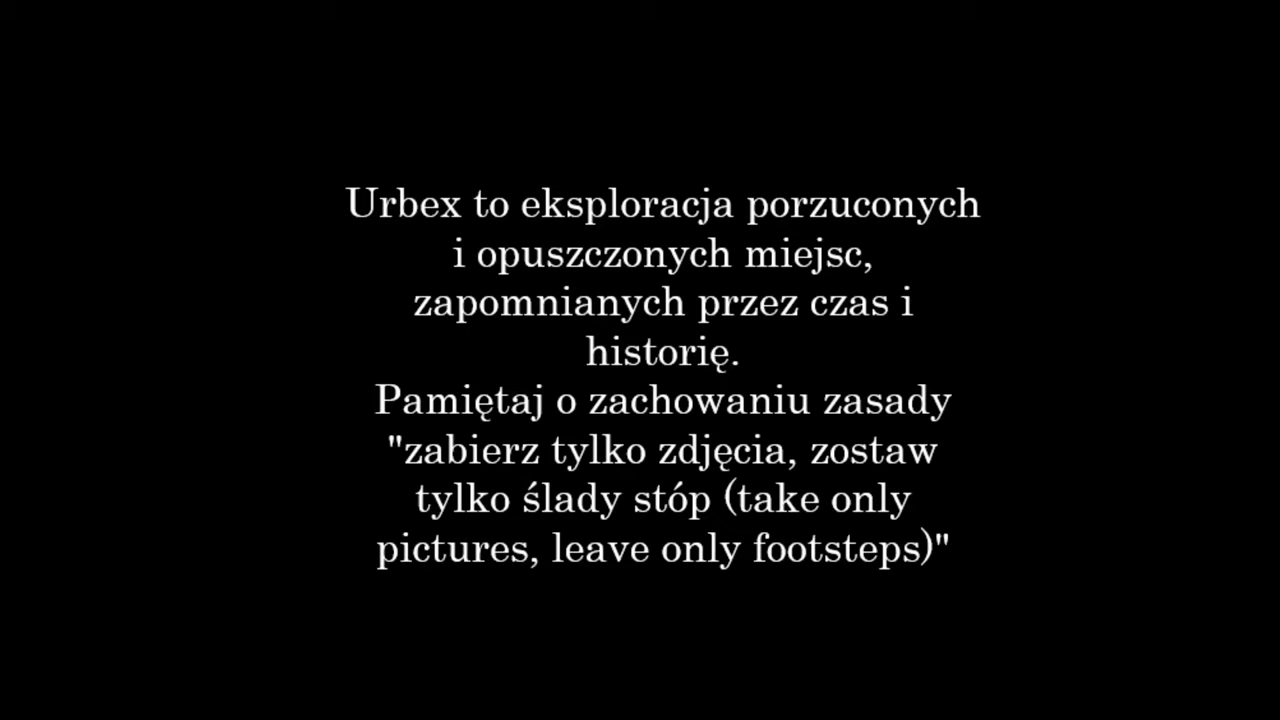 Urbex to eksploracja porzuconych
i opuszczonych miejsc,
zapomnianych przez czas i
historię.
Pamiętaj o zachowaniu zasady
"zabierz tylko zdjęcia, zostaw
tylko ślady stóp (take only
pictures, leave only footsteps)"